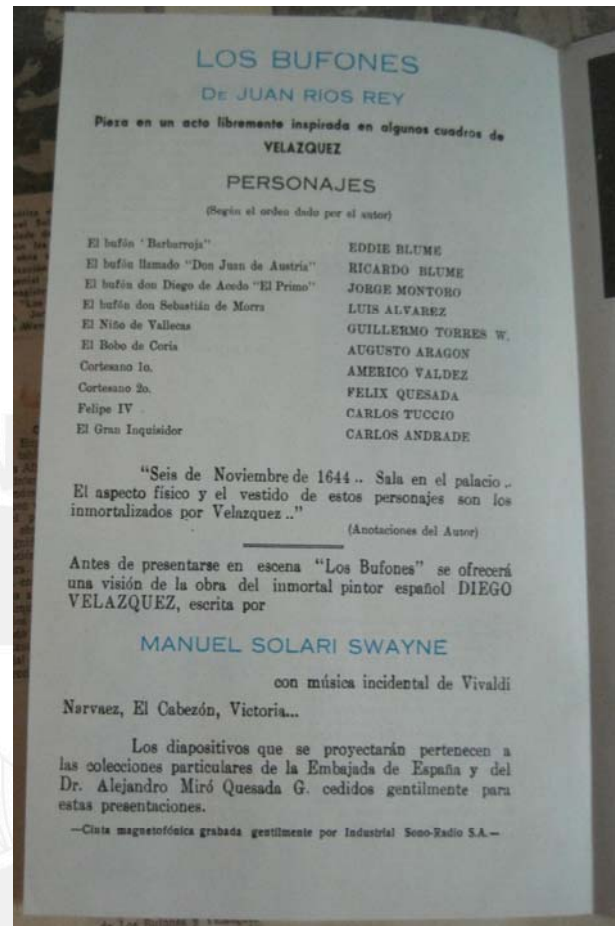 LOS BUFONES
DE JUAN RIOS REY
Pieza en un acto libremente inspirada en algunos cuadros de
VELAZQUEZ
PERSONAJES
(Según el orden dado por el autor)
El bufón 'Barbarroja" EDDIE BLUME
El bufón llamado "Don Juan de Austria" RICARDO BLUME
El bufón don Diego de Acedo "El Primo" JORGE MONTORO
El bufón don Sebastián de Morra LUIS ALVAREZ
El Niño de Vallecas GUILLERMO TORRES W.
El Bobo de Coria AUGUSTO ARAGON
Cortesano 1o. AMERICO VALDEZ
Cortesano 2o. FELIX QUESADA
Felipe IV CARLOS TUCCIO
El Gran Inquisidor CARLOS ANDRADE
"Seis de Noviembre de 1644.. Sala en el palacio..
El aspecto físico y el vestido de estos personajes son los
inmortalizados por Velazquez.."
(Anotaciones del Autor)
Antes de presentarse en escena "Los Bufones" se ofrecerá
una visión de la obra del inmortal pintor español DIEGO
VELAZQUEZ, escrita por
MANUEL SOLARI SWAYNE
con música incidental de Vivaldi
Narvaez, El Cabezón, Victoria...
Los diapositivos que se proyectarán pertenecen a
las colecciones particulares de la Embajada de España y del
Dr. Alejandro Miró Quesada G. cedidos gentilmente para
estas presentaciones.
—Cinta magnetofónica grabada gentilmente por Industrial Sono-Radio S.A.—